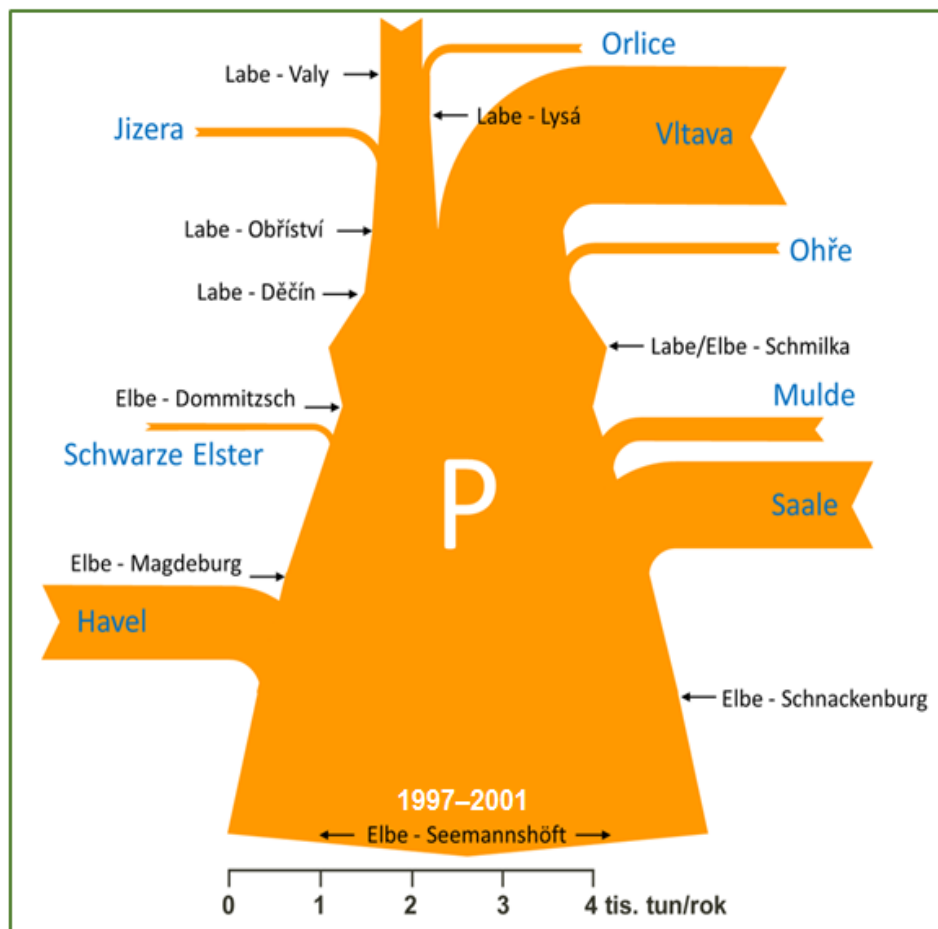 Orlice
Labe - Valy
Labe - Lysá
Jizera
Vltava
Labe - Obříství
Ohře
Labe - Děčín
Labe/Elbe - Schmilka
Elbe - Dommitzsch
Mulde
Schwarze Elster
P
Saale
Elbe - Magdeburg
Havel
Elbe - Schnackenburg
1997–2001
Elbe - Seemannshöft
0 1 2 3 4 tis. tun/rok